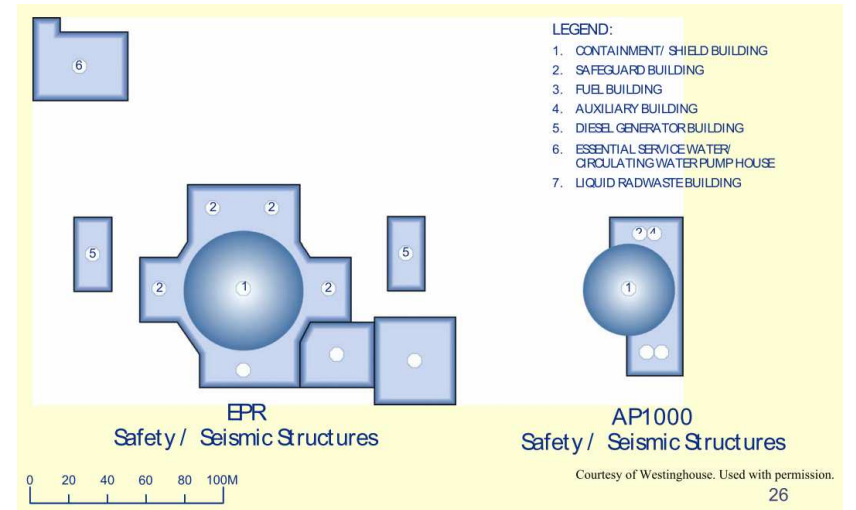 LEGEND:
1. CONTAINMENT/ SHIELD BUILDING
2. SAFEGUARD BUILDING
3. FUEL BUILDING
4. AUXILIARY BUILDING
5. DIESEL GENERATOR BUILDING
6. ESSENTIAL SERVICE WATER/
CIRCULATING WATER PUMP HOUSE
7. LIQUID RADWASTE BUILDING
6
2 2
5 5
4
2 1 2
1
EPR
Safety / Seismic Structures
AP1000
Safety / Seismic Structures
0 20 40 60 80 100M
Courtesy of Westinghouse. Used with permission.
26